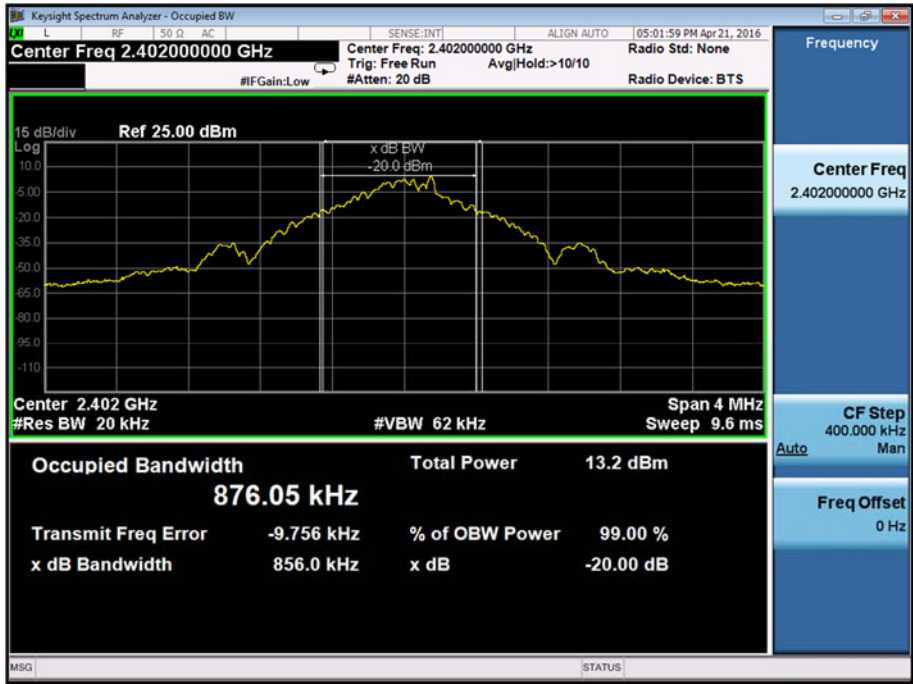 Keysight Spectrum Analyzer - Occupied BW
LXI L RF 50 Ω AC SENSE:INT ALIGN AUTO 05:01:59 PM Apr 21, 2016
Center Freq 2.402000000 GHz
Center Freq: 2.402000000 GHz Radio Std: None
Trig: Free Run Avg|Hold:>10/10
#IFGain:Low #Atten: 20 dB Radio Device: BTS
Frequency
15 dB/div Ref 25.00 dBm
Log
x dB BW
-20.0 dBm
10.0
-5.00
-20.0
-35.0
-50.0
-65.0
-80.0
-95.0
-110
Center 2.402 GHz Span 4 MHz
#Res BW 20 kHz #VBW 62 kHz Sweep 9.6 ms
Occupied Bandwidth Total Power 13.2 dBm
876.05 kHz
Transmit Freq Error -9.756 kHz % of OBW Power 99.00 %
x dB Bandwidth 856.0 kHz x dB -20.00 dB
Center Freq
2.402000000 GHz
CF Step
400.000 kHz
Auto Man
Freq Offset
0 Hz
MSG STATUS